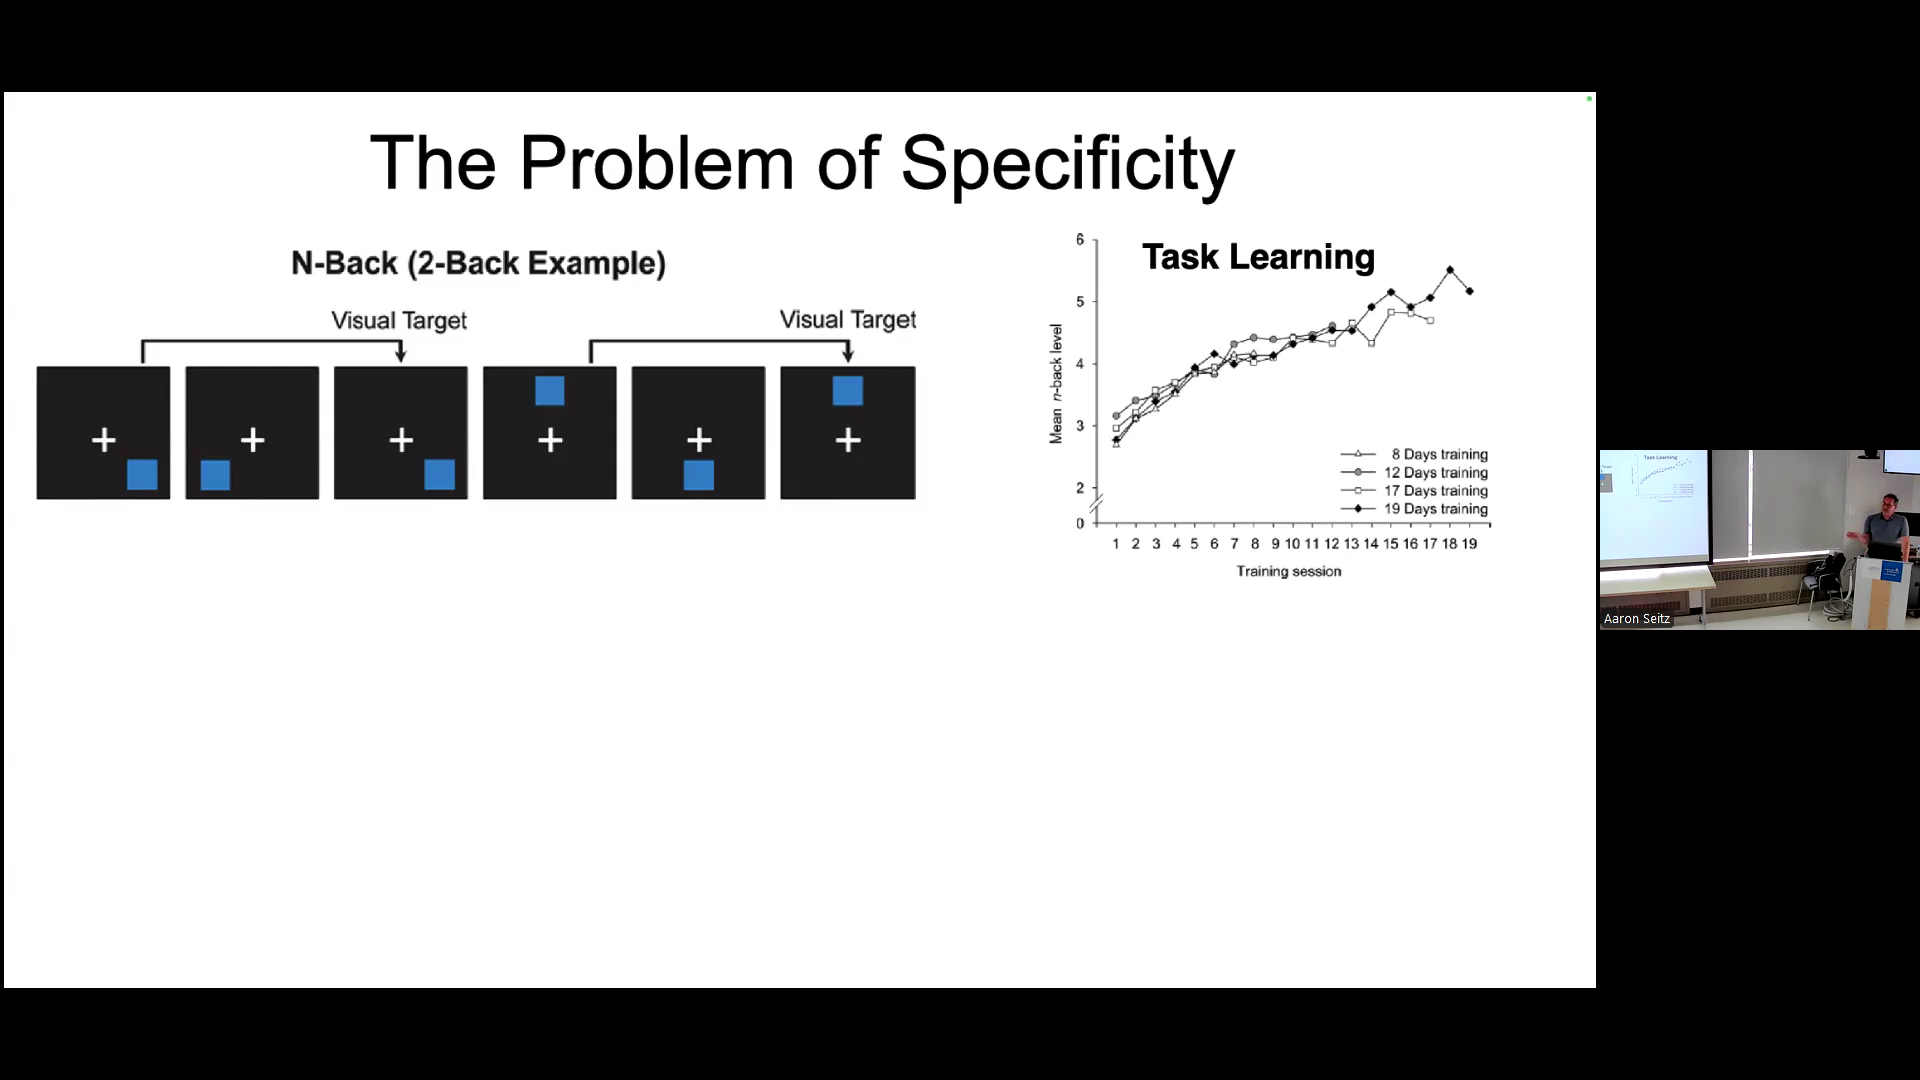 The Problem of Specificity
N-Back (2-Back Example)
Visual Target
Visual Target
Task Learning
6
5
4
3
2
0
Mean n-back level
8 Days training
12 Days training
17 Days training
19 Days training
1 2 3 4 5 6 7 8 9 10 11 12 13 14 15 16 17 18 19
Training session
Task Learning
Aaron Seitz